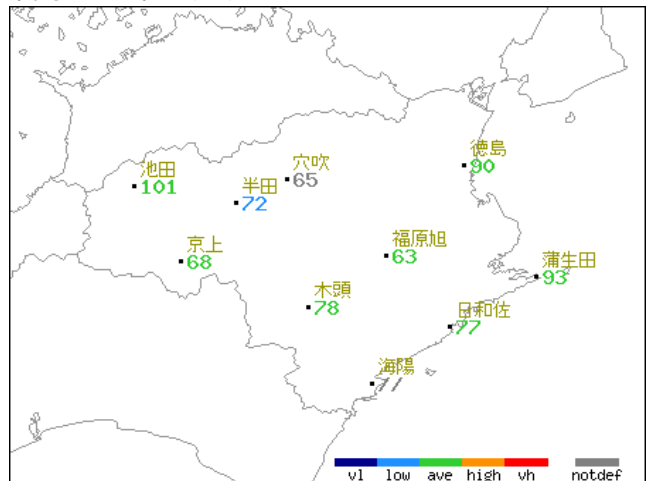 徳島
90
穴吹
65
池田
101
半田
72
福原旭
63
京上
68
蒲生田
93
木頭
78
日和佐
77
海陽
vl low ave high vh notdef